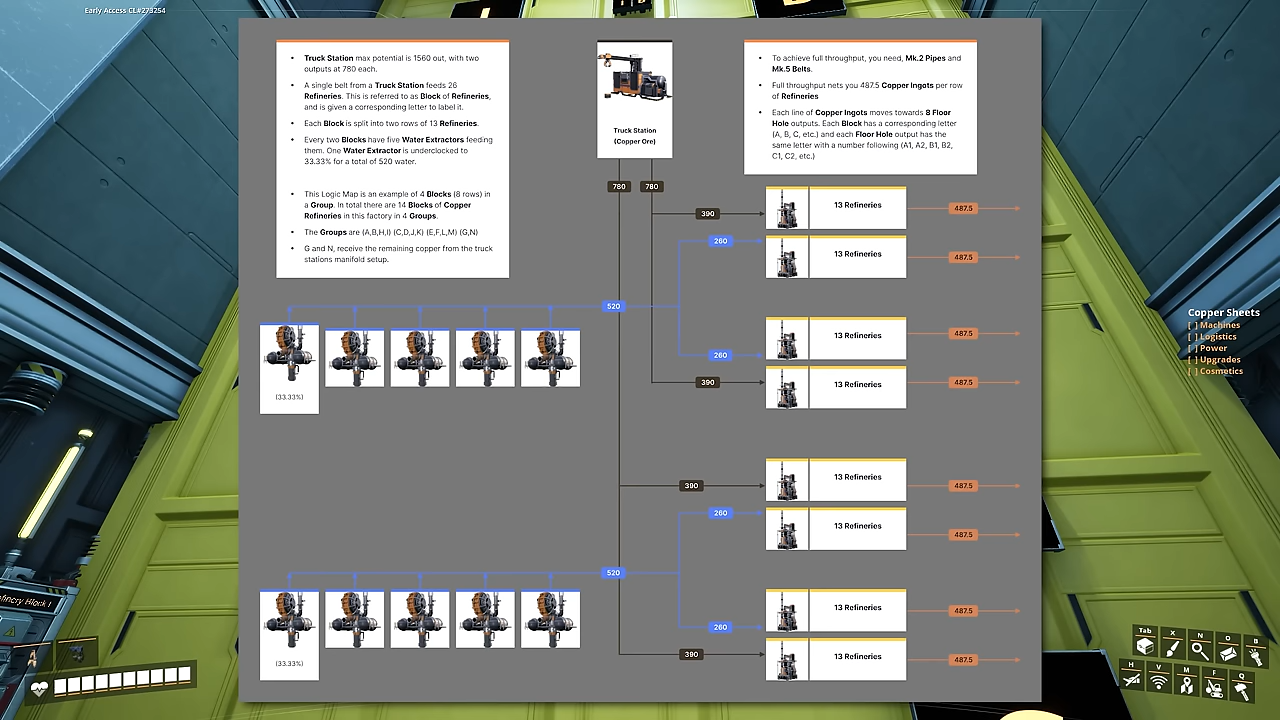 Early Access CL#273254
Truck Station max potential is 1560 out, with two
outputs at 780 each.
A single belt from a Truck Station feeds 26
Refineries. This is referred to as Block of Refineries,
and is given a corresponding letter to label it.
Each Block is split into two rows of 13 Refineries.
Every two Blocks have five Water Extractors feeding
them. One Water Extractor is underclocked to
33.33% for a total of 520 water.
This Logic Map is an example of 4 Blocks (8 rows) in
a Group. In total there are 14 Blocks of Copper
Refineries in this factory in 4 Groups.
The Groups are (A,B,H,I) (C,D,J,K) (E,F,L,M) (G,N)
G and N, receive the remaining copper from the truck
stations manifold setup.
Truck Station
(Copper Ore)
To achieve full throughput, you need, Mk.2 Pipes and
Mk.5 Belts.
Full throughput nets you 487.5 Copper Ingots per row
of Refineries
Each line of Copper Ingots moves towards 8 Floor
Hole outputs. Each Block has a corresponding letter
(A, B, C, etc.) and each Floor Hole output has the
same letter with a number following (A1, A2, B1, B2,
C1, C2, etc.)
780
780
390
13 Refineries
487.5
260
13 Refineries
487.5
520
13 Refineries
487.5
260
390
13 Refineries
487.5
(33.33%)
390
13 Refineries
487.5
260
13 Refineries
487.5
520
13 Refineries
487.5
260
390
13 Refineries
487.5
(33.33%)
Copper Sheets
[ ] Machines
[ ] Logistics
[ ] Power
[ ] Upgrades
[ ] Cosmetics
Tab
X
N
O
B
H
V
M
F
Q